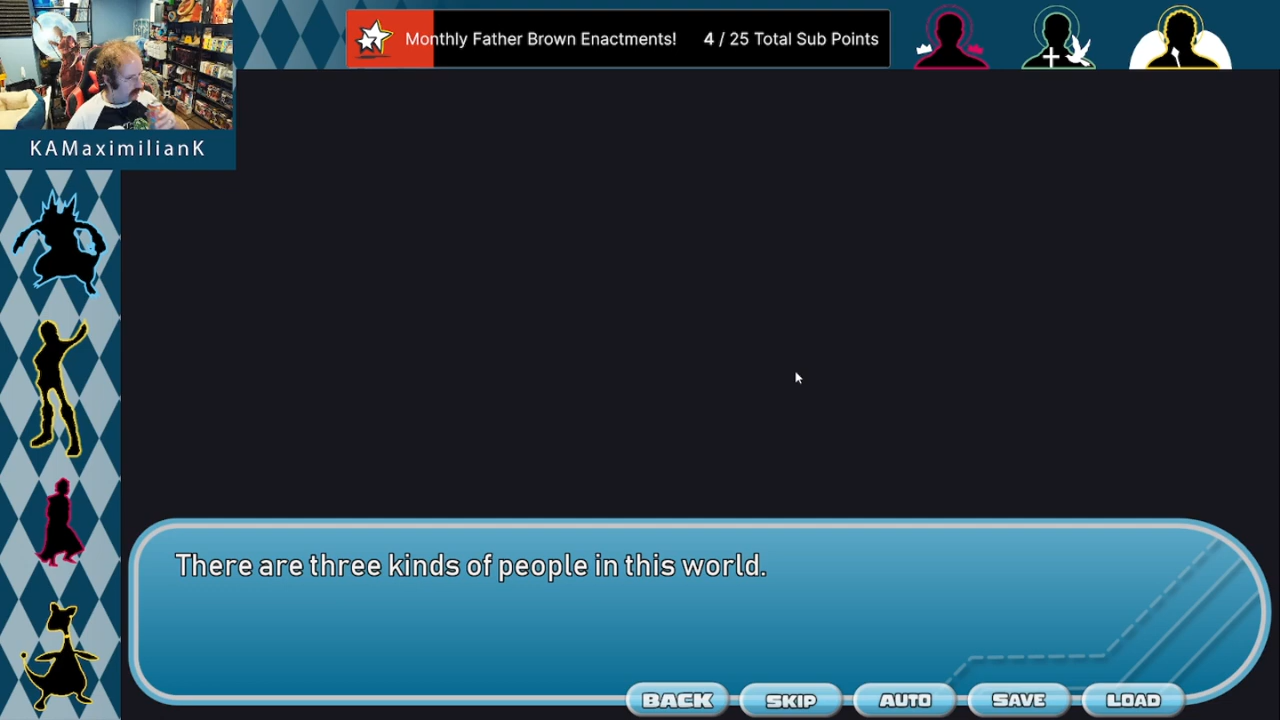 Monthly Father Brown Enactments! 4 / 25 Total Sub Points
KAMaximilianK
There are three kinds of people in this world.
BACK SKIP AUTO SAVE LOAD